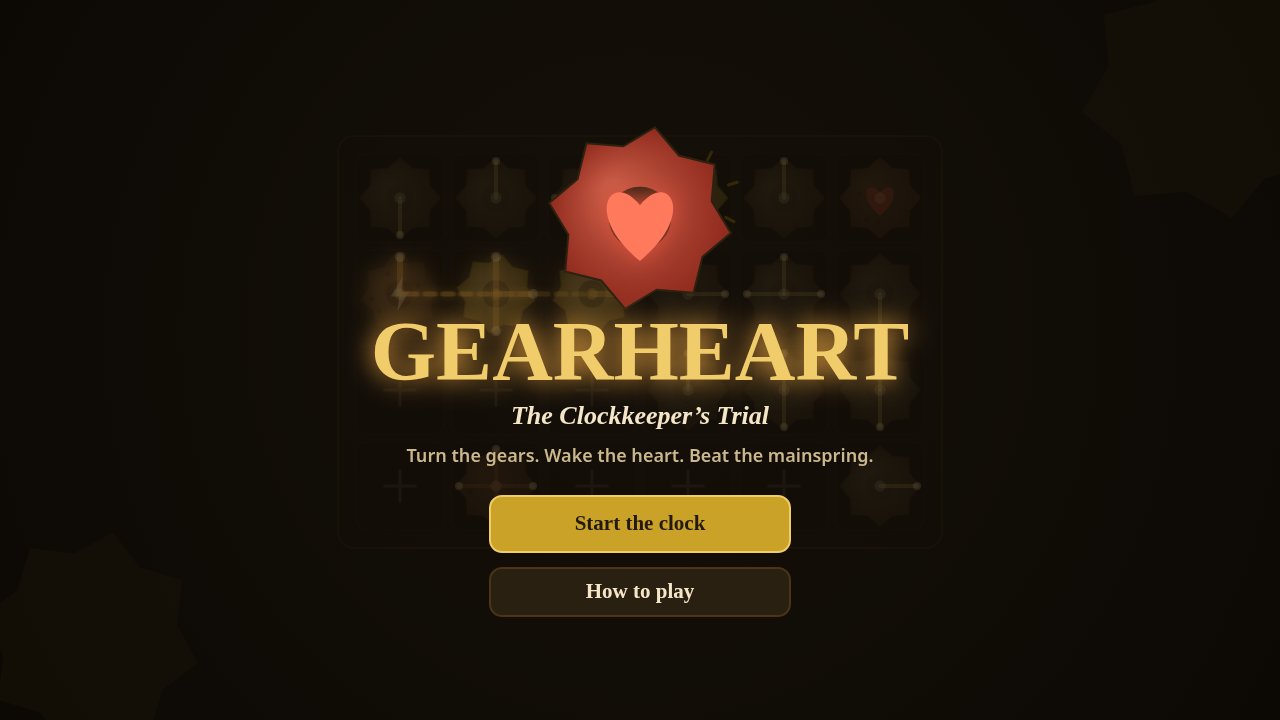 GEARHEART
The Clockkeeper’s Trial
Turn the gears. Wake the heart. Beat the mainspring.
Start the clock
How to play